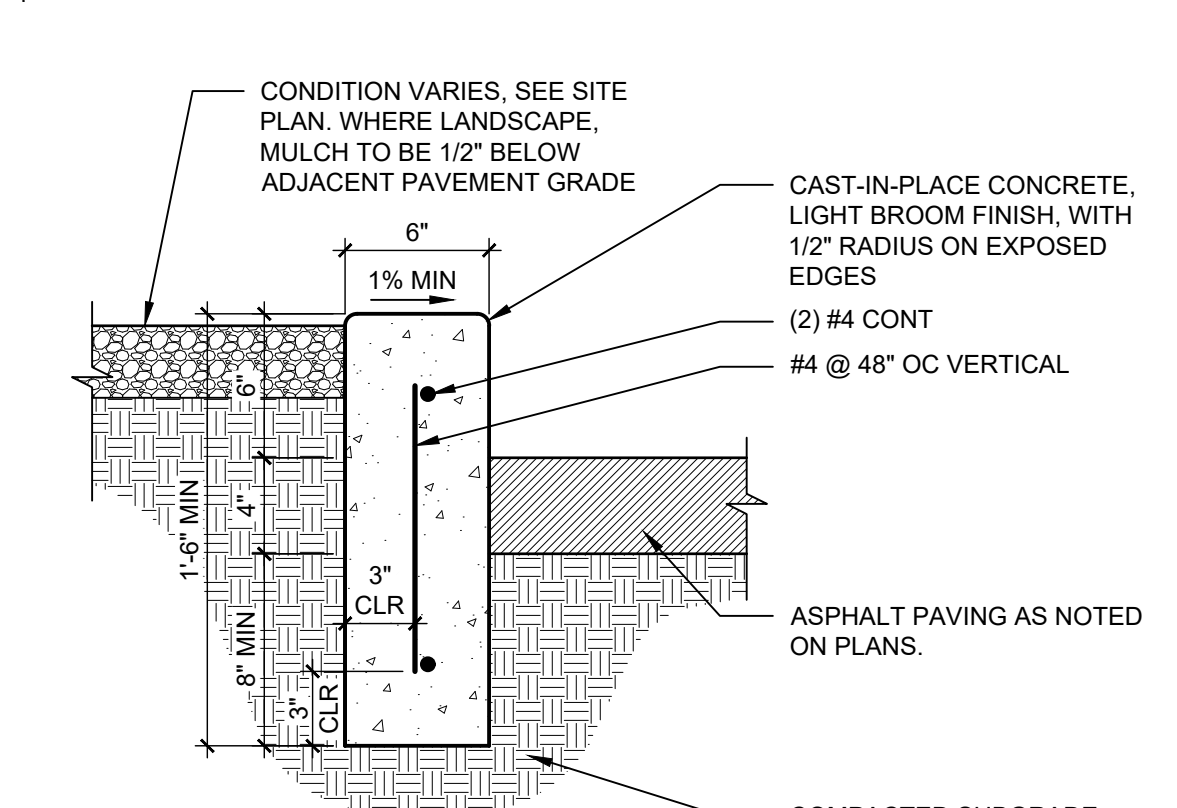 CONDITION VARIES, SEE SITE
PLAN. WHERE LANDSCAPE,
MULCH TO BE 1/2" BELOW
ADJACENT PAVEMENT GRADE
CAST-IN-PLACE CONCRETE,
LIGHT BROOM FINISH, WITH
1/2" RADIUS ON EXPOSED
EDGES
6"
1% MIN
(2) #4 CONT
#4 @ 48" OC VERTICAL
6"
4"
1'-6" MIN
8" MIN
3"
CLR
3"
CLR
ASPHALT PAVING AS NOTED
ON PLANS.
COMPACTED SUBGRADE